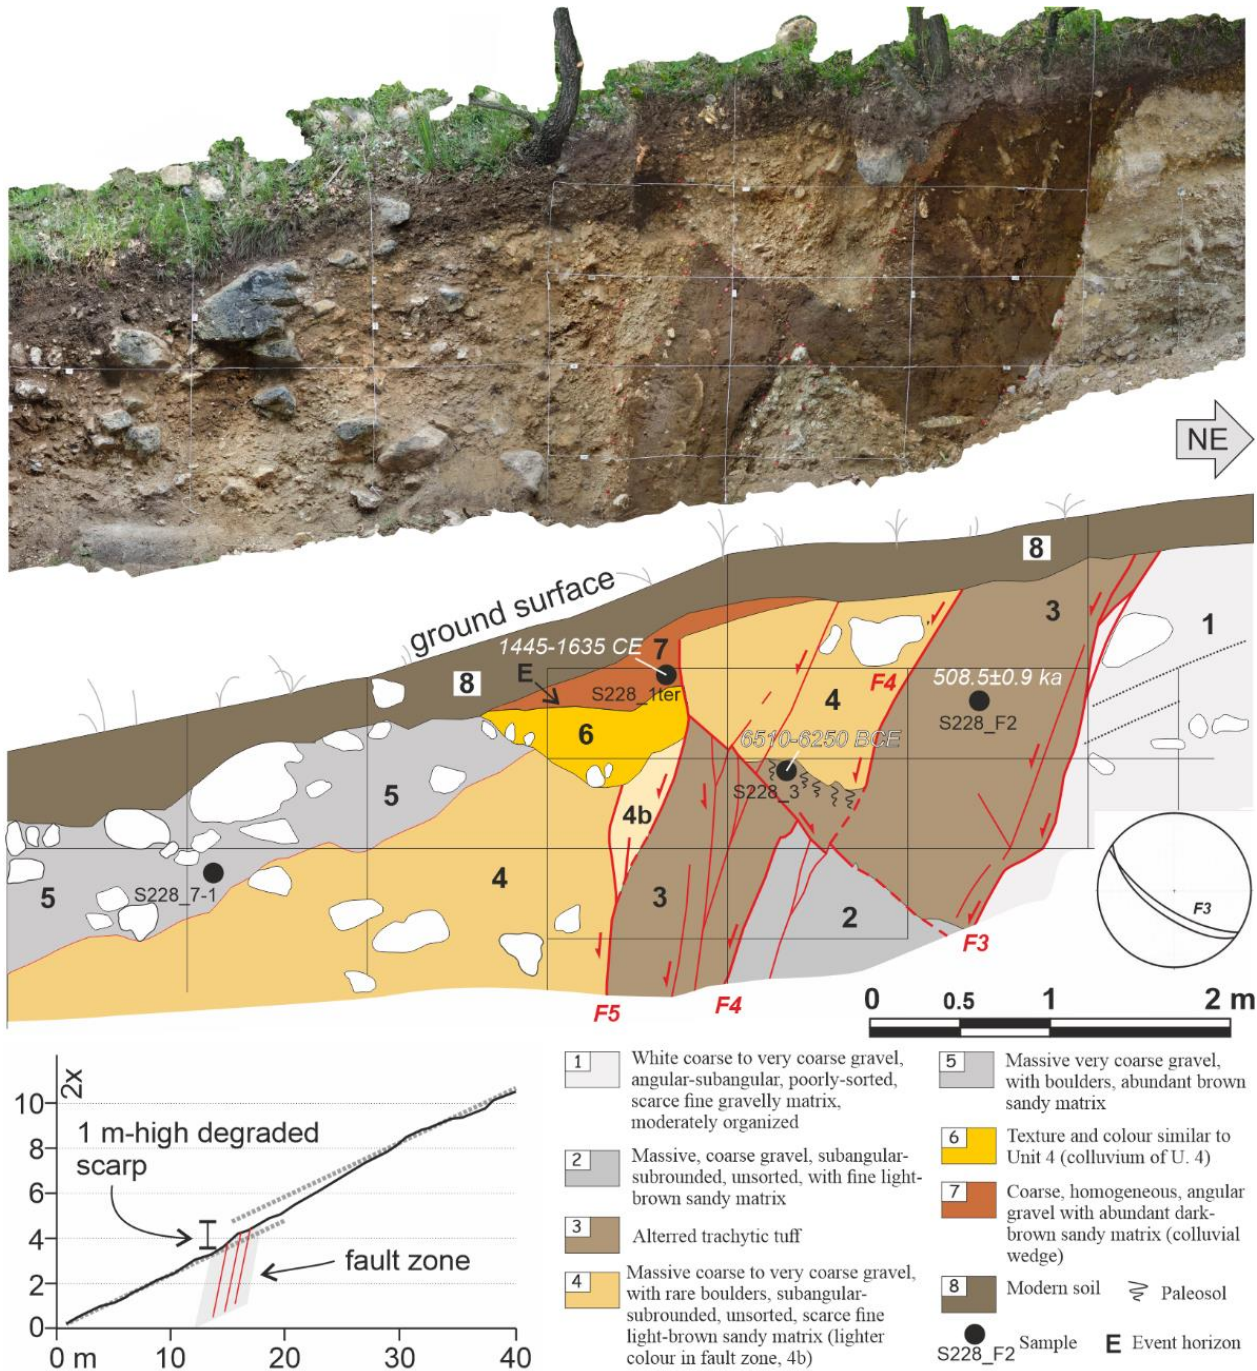 NE
8
ground surface
3
1
1445-1635 CE
7
E
8
S228_1ter
F4
508.5±0.9 ka
4
S228_F2
6
6510-6250 BCE
5
S228_3
4b
5
S228_7-1
4
3
2
F3
F3
F5
F4
0 0.5 1 2 m
2x
10
8
6
4
2
0
1 m-high degraded
scarp
fault zone
0 m 10 20 30 40
1 White coarse to very coarse gravel,
angular-subangular, poorly-sorted,
scarce fine gravelly matrix,
moderately organized
2 Massive, coarse gravel, subangular-
subrounded, unsorted, with fine light-
brown sandy matrix
3 Alterred trachytic tuff
4 Massive coarse to very coarse gravel,
with rare boulders, subangular-
subrounded, unsorted, scarce fine
light-brown sandy matrix (lighter
colour in fault zone, 4b)
5 Massive very coarse gravel,
with boulders, abundant brown
sandy matrix
6 Texture and colour similar to
Unit 4 (colluvium of U. 4)
7 Coarse, homogeneous, angular
gravel with abundant dark-
brown sandy matrix (colluvial
wedge)
8 Modern soil
Paleosol
S228_F2 Sample
E Event horizon